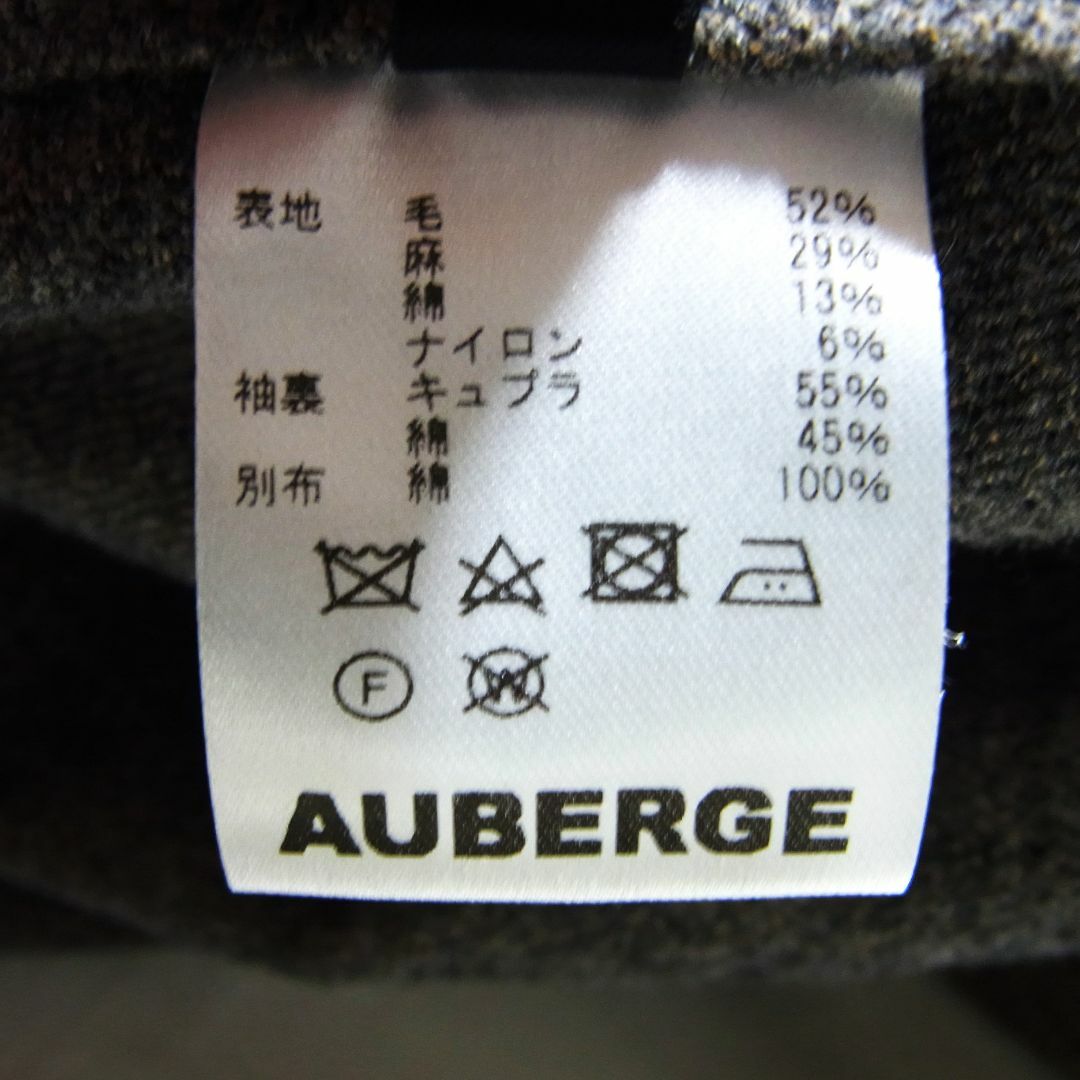 表地 毛 52%
麻 29%
綿 13%
ナイロン 6%
袖裏 キュプラ 55%
綿 45%
別布 綿 100%
F W
AUBERGE